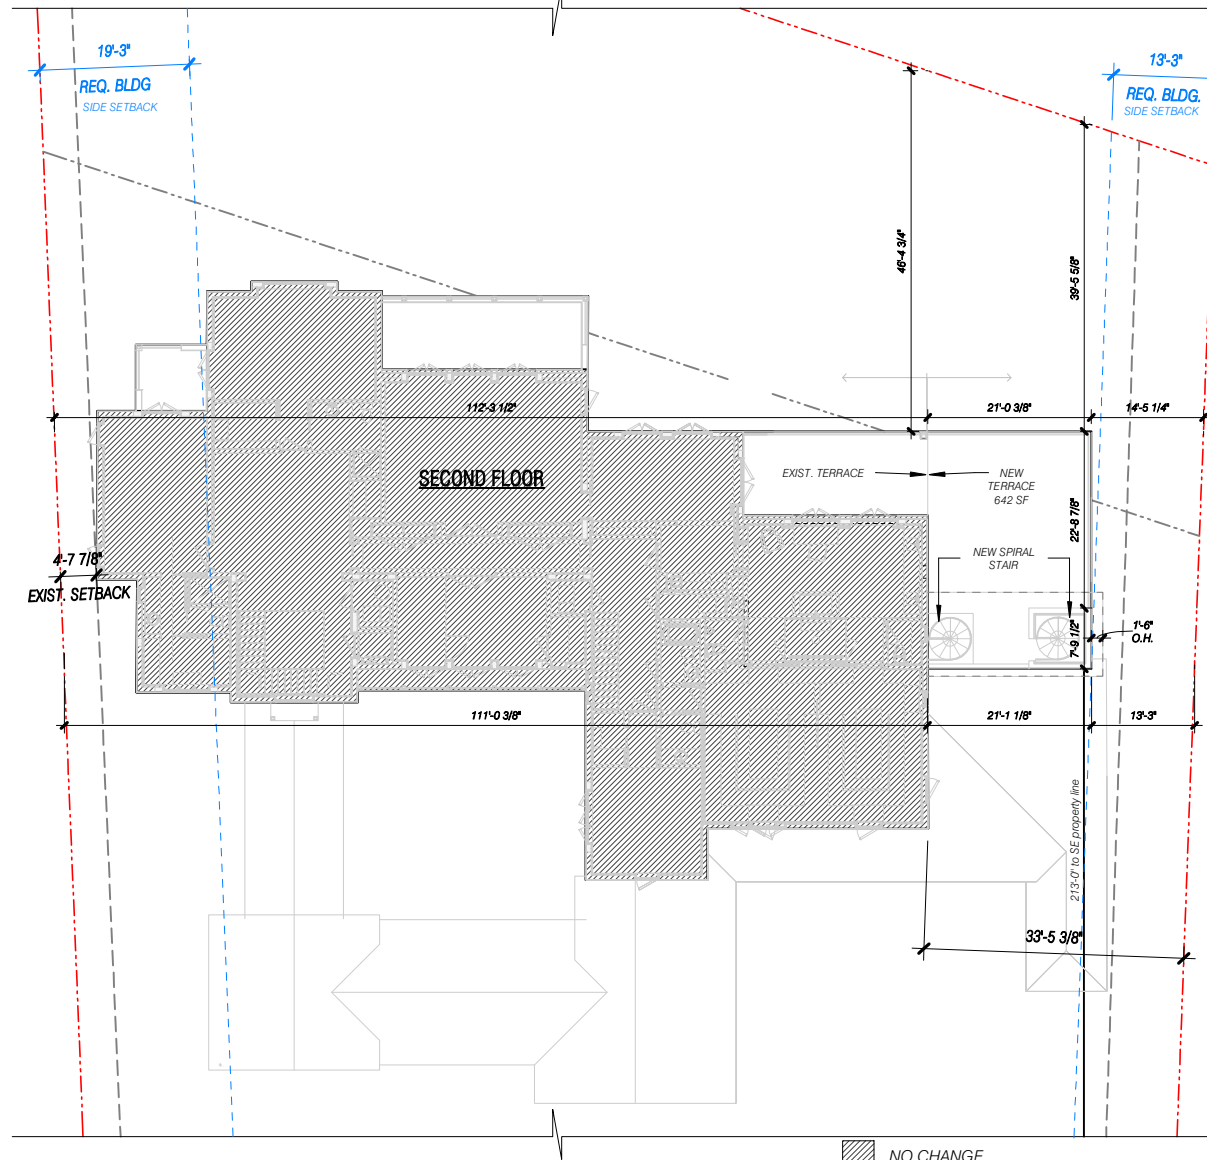 19'-3"
REQ. BLDG
SIDE SETBACK
13'-3"
REQ. BLDG.
SIDE SETBACK
46'-4 3/4"
39'-5 5/8"
112'-3 1/2"
21'-0 3/8"
14'-5 1/4"
SECOND FLOOR
EXIST. TERRACE
NEW
TERRACE
642 SF
22'-8 7/8"
NEW SPIRAL
STAIR
4'-7 7/8"
EXIST. SETBACK
7'-9 1/2"
1'-6"
O.H.
111'-0 3/8"
21'-1 1/8"
13'-3"
213'-0" to SE property line
33'-5 3/8"
NO CHANGE